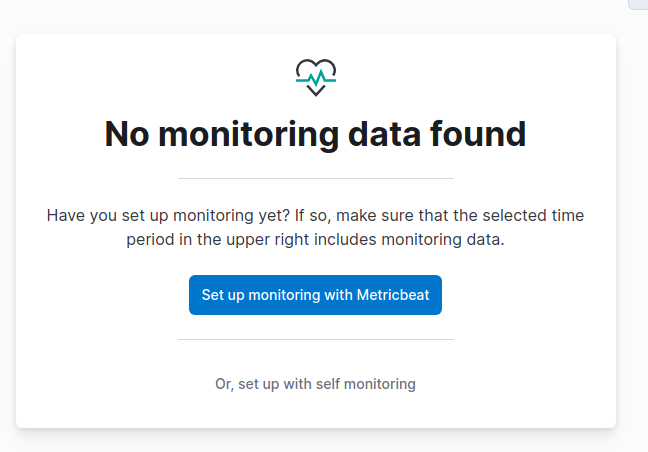 No monitoring data found
Have you set up monitoring yet? If so, make sure that the selected time
period in the upper right includes monitoring data.
Set up monitoring with Metricbeat
Or, set up with self monitoring